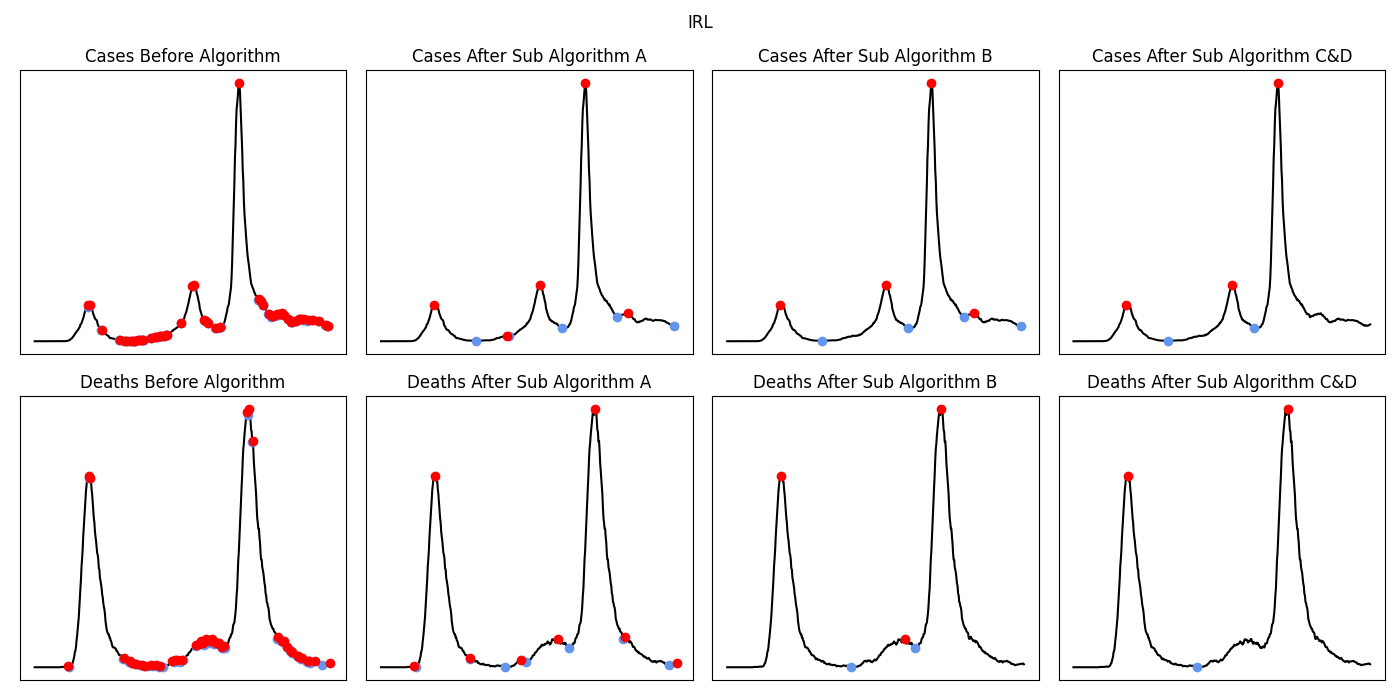 IRL
Cases Before Algorithm
Cases After Sub Algorithm A
Cases After Sub Algorithm B
Cases After Sub Algorithm C&D
Deaths Before Algorithm
Deaths After Sub Algorithm A
Deaths After Sub Algorithm B
Deaths After Sub Algorithm C&D